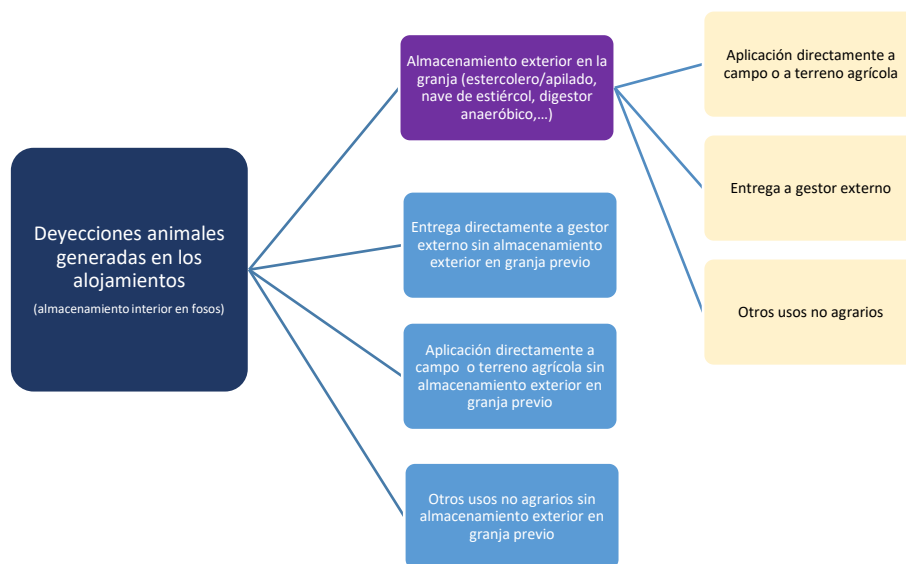 Deyecciones animales
generadas en los
alojamientos
(almacenamiento interior en fosos)
Almacenamiento exterior en la
granja (estercolero/apilado,
nave de estiércol, digestor
anaeróbico,…)
Entrega directamente a gestor
externo sin almacenamiento
exterior en granja previo
Aplicación directamente a
campo o terreno agrícola sin
almacenamiento exterior en
granja previo
Otros usos no agrarios sin
almacenamiento exterior en
granja previo
Aplicación directamente a
campo o a terreno agrícola
Entrega a gestor externo
Otros usos no agrarios